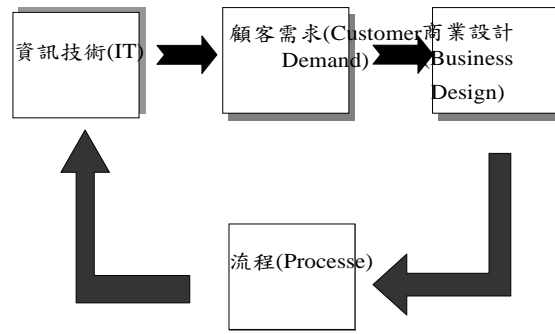 資訊技術(IT)
顧客需求(Customer
Demand)
商業設計
(Business
Design)
流程(Processe)